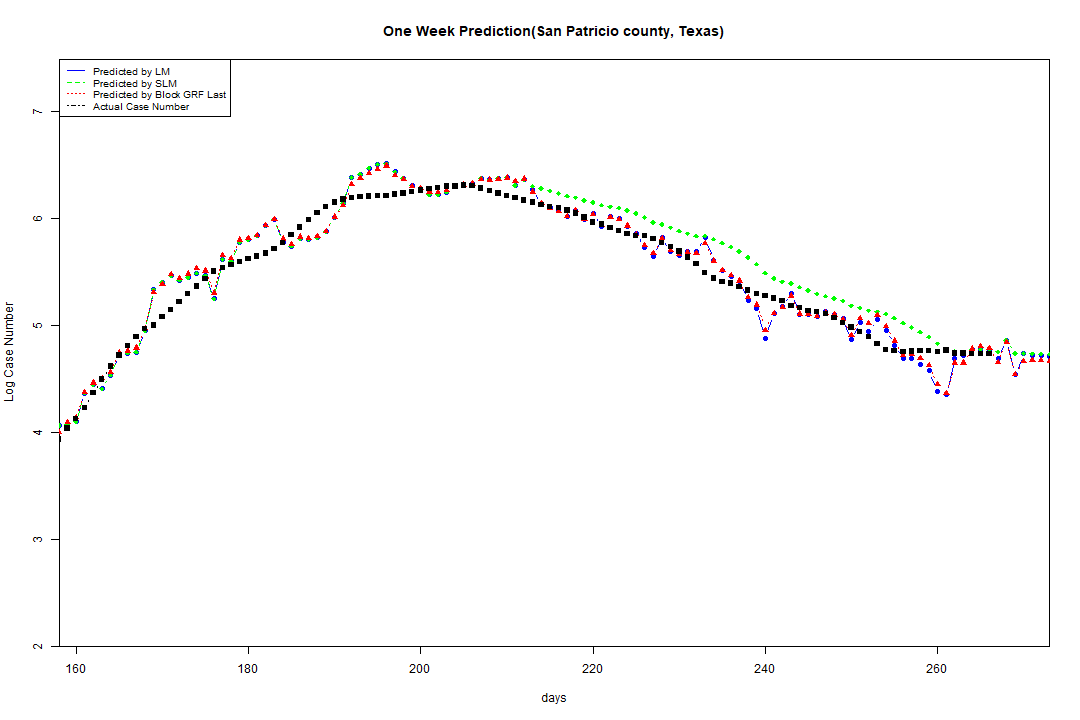 One Week Prediction(San Patricio county, Texas)
Predicted by LM
Predicted by SLM
Predicted by Block GRF Last
Actual Case Number
7
6
5
4
3
2
Log Case Number
160 180 200 220 240 260
days